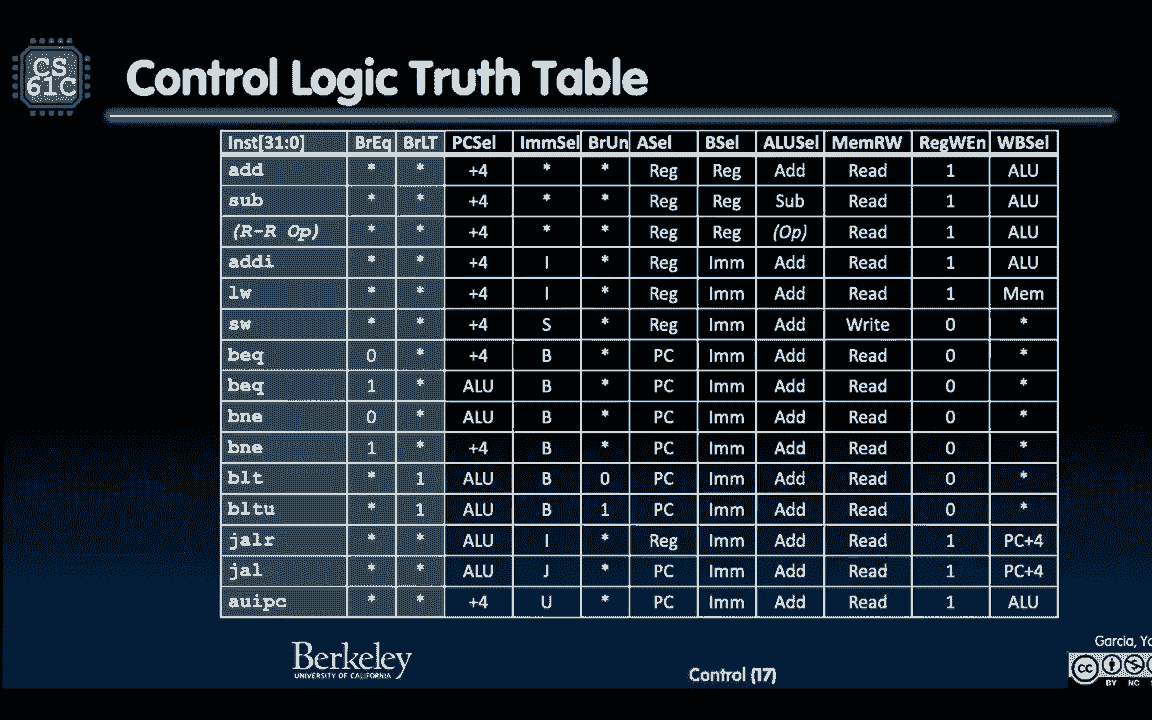 CS
61C
Control Logic Truth Table
Inst[31:0] BrEq BrLT PCSel ImmSel BrUn ASel BSel ALUSel MemRW RegWEn WBSel
add * * +4 * * Reg Reg Add Read 1 ALU
sub * * +4 * * Reg Reg Sub Read 1 ALU
(R-R Op) * * +4 * * Reg Reg (Op) Read 1 ALU
addi * * +4 I * Reg Imm Add Read 1 ALU
lw * * +4 I * Reg Imm Add Read 1 Mem
sw * * +4 S * Reg Imm Add Write 0 *
beq 0 * +4 B * PC Imm Add Read 0 *
beq 1 * ALU B * PC Imm Add Read 0 *
bne 0 * ALU B * PC Imm Add Read 0 *
bne 1 * +4 B * PC Imm Add Read 0 *
blt * 1 ALU B 0 PC Imm Add Read 0 *
bltu * 1 ALU B 1 PC Imm Add Read 0 *
jalr * * ALU I * Reg Imm Add Read 1 PC+4
jal * * ALU J * PC Imm Add Read 1 PC+4
auipc * * +4 U * PC Imm Add Read 1 ALU
Berkeley
UNIVERSITY OF CALIFORNIA
Control (17)
Garcia,
cc
BY NC